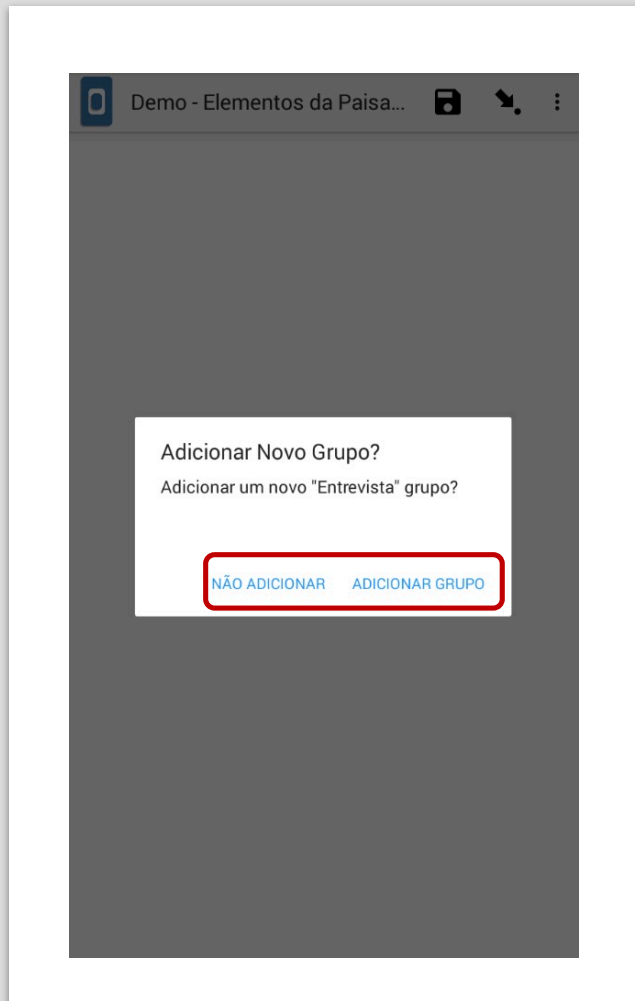 Demo - Elementos da Paisa...
Adicionar Novo Grupo?
Adicionar um novo "Entrevista" grupo?
NÃO ADICIONAR ADICIONAR GRUPO